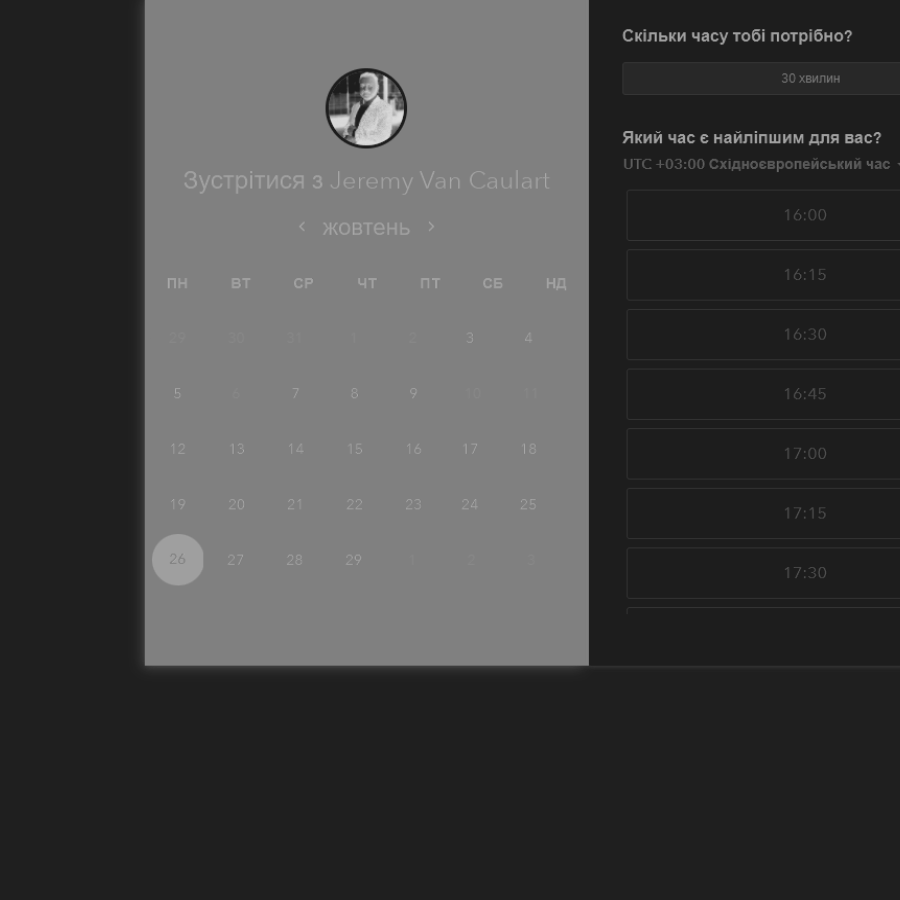 Зустрітися з Jeremy Van Caulart
жовтень
ПН ВТ СР ЧТ ПТ СБ НД
29 30 31 1 2 3 4
5 6 7 8 9 10 11
12 13 14 15 16 17 18
19 20 21 22 23 24 25
26 27 28 29 1 2 3
Скільки часу тобі потрібно?
30 хвилин
Який час є найліпшим для вас?
UTC +03:00 Східноєвропейський час
16:00
16:15
16:30
16:45
17:00
17:15
17:30